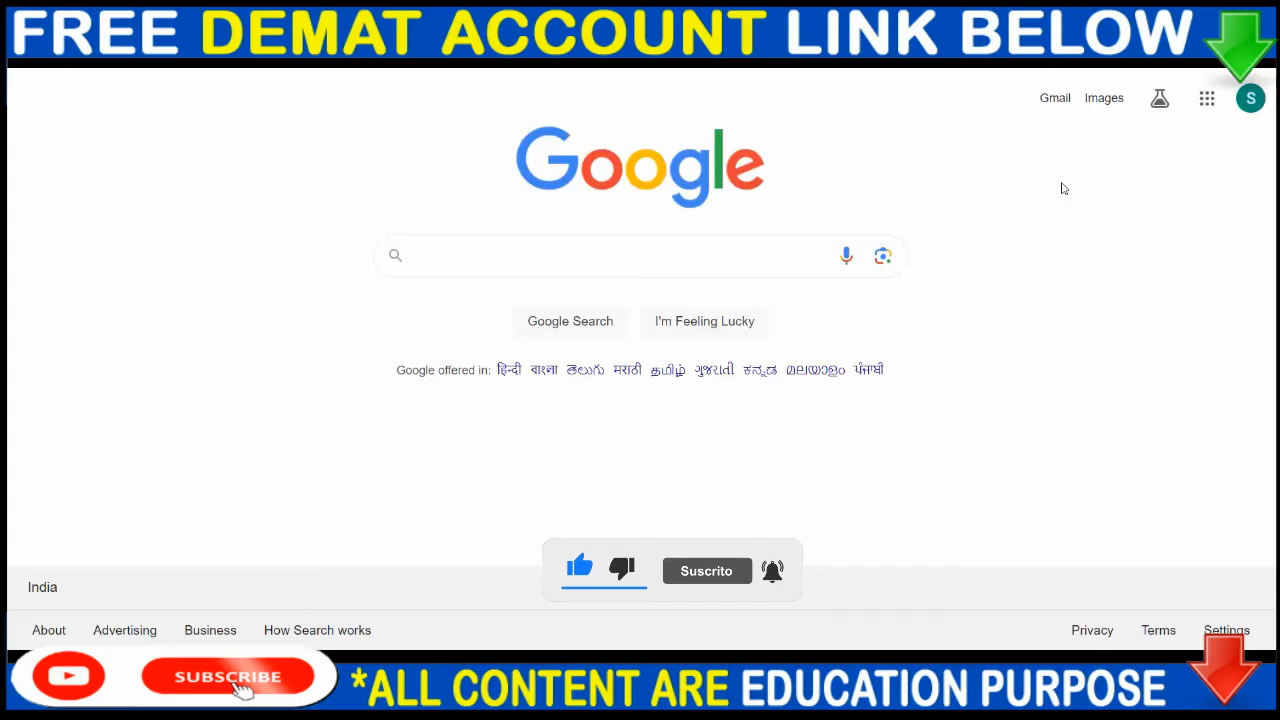 FREE DEMAT ACCOUNT LINK BELOW
Gmail Images
S
Google
Google Search I'm Feeling Lucky
Google offered in: हिन्दी বাংলা తెలుగు मराठी தமிழ் ગુજરાતી ಕನ್ನಡ മലയാളം ਪੰਜਾਬੀ
Suscrito
India
About Advertising Business How Search works Privacy Terms Settings
SUBSCRIBE
*ALL CONTENT ARE EDUCATION PURPOSE